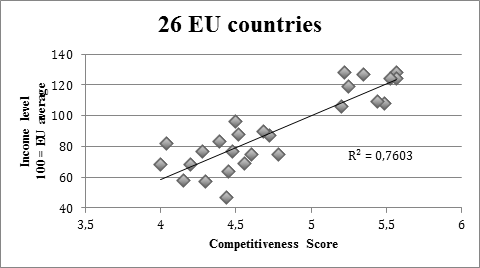 26 EU countries
Income level
100 = EU average
140
120
100
80
60
40
R² = 0,7603
3,5 4 4,5 5 5,5 6
Competitiveness Score